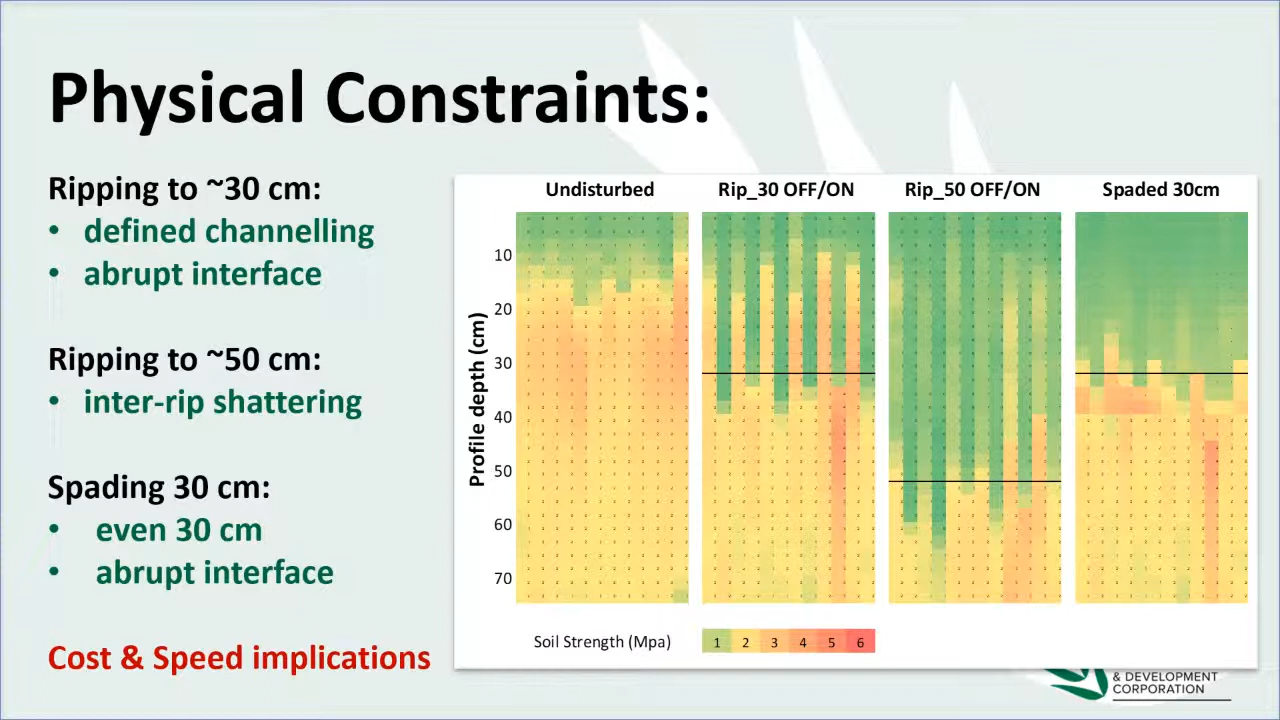 Physical Constraints:
Ripping to ~30 cm:
• defined channelling
• abrupt interface
Ripping to ~50 cm:
• inter-rip shattering
Spading 30 cm:
• even 30 cm
• abrupt interface
Cost & Speed implications
Undisturbed Rip_30 OFF/ON Rip_50 OFF/ON Spaded 30cm
Profile depth (cm)
10
20
30
40
50
60
70
Soil Strength (Mpa) 1 2 3 4 5 6
& DEVELOPMENT
CORPORATION